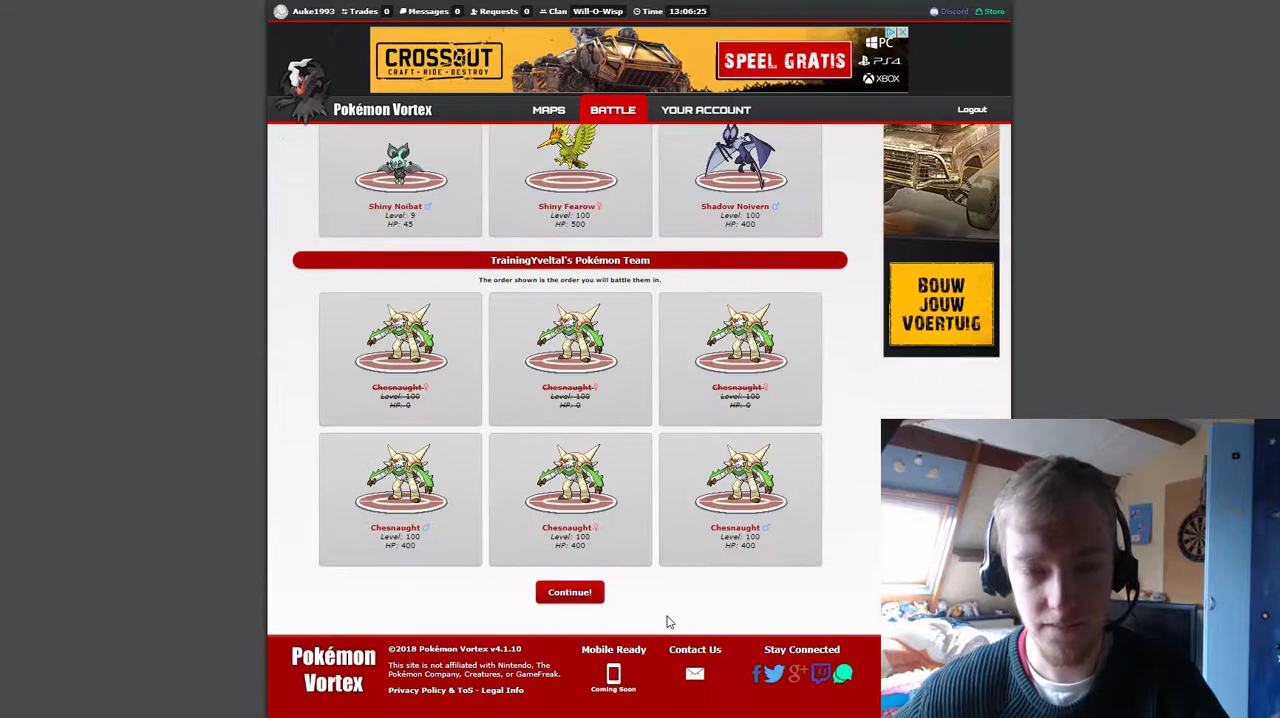 Auke1993 Trades 0 Messages 0 Requests 0 Clan Will-O-Wisp Time 13:06:25 Discord Store
CROSSOUT
CRAFT · RIDE · DESTROY
SPEEL GRATIS
PC
PS4
XBOX
Pokémon Vortex
MAPS BATTLE YOUR ACCOUNT Logout
Shiny Noibat ♂ Shiny Fearow ♀ Shadow Noivern ♂
Level: 9 Level: 100 Level: 100
HP: 45 HP: 500 HP: 400
TrainingYveltal's Pokémon Team
The order shown is the order you will battle them in.
Chesnaught ♀ Chesnaught ♀ Chesnaught ♀
Level: 100 Level: 100 Level: 100
HP: 0 HP: 0 HP: 0
Chesnaught ♂ Chesnaught ♀ Chesnaught ♂
Level: 100 Level: 100 Level: 100
HP: 400 HP: 400 HP: 400
Continue!
BOUW
JOUW
VOERTUIG
Pokémon
Vortex
©2018 Pokémon Vortex v4.1.10
This site is not affiliated with Nintendo, The
Pokémon Company, Creatures, or GameFreak.
Privacy Policy & ToS - Legal Info
Mobile Ready
Coming Soon
Contact Us
Stay Connected